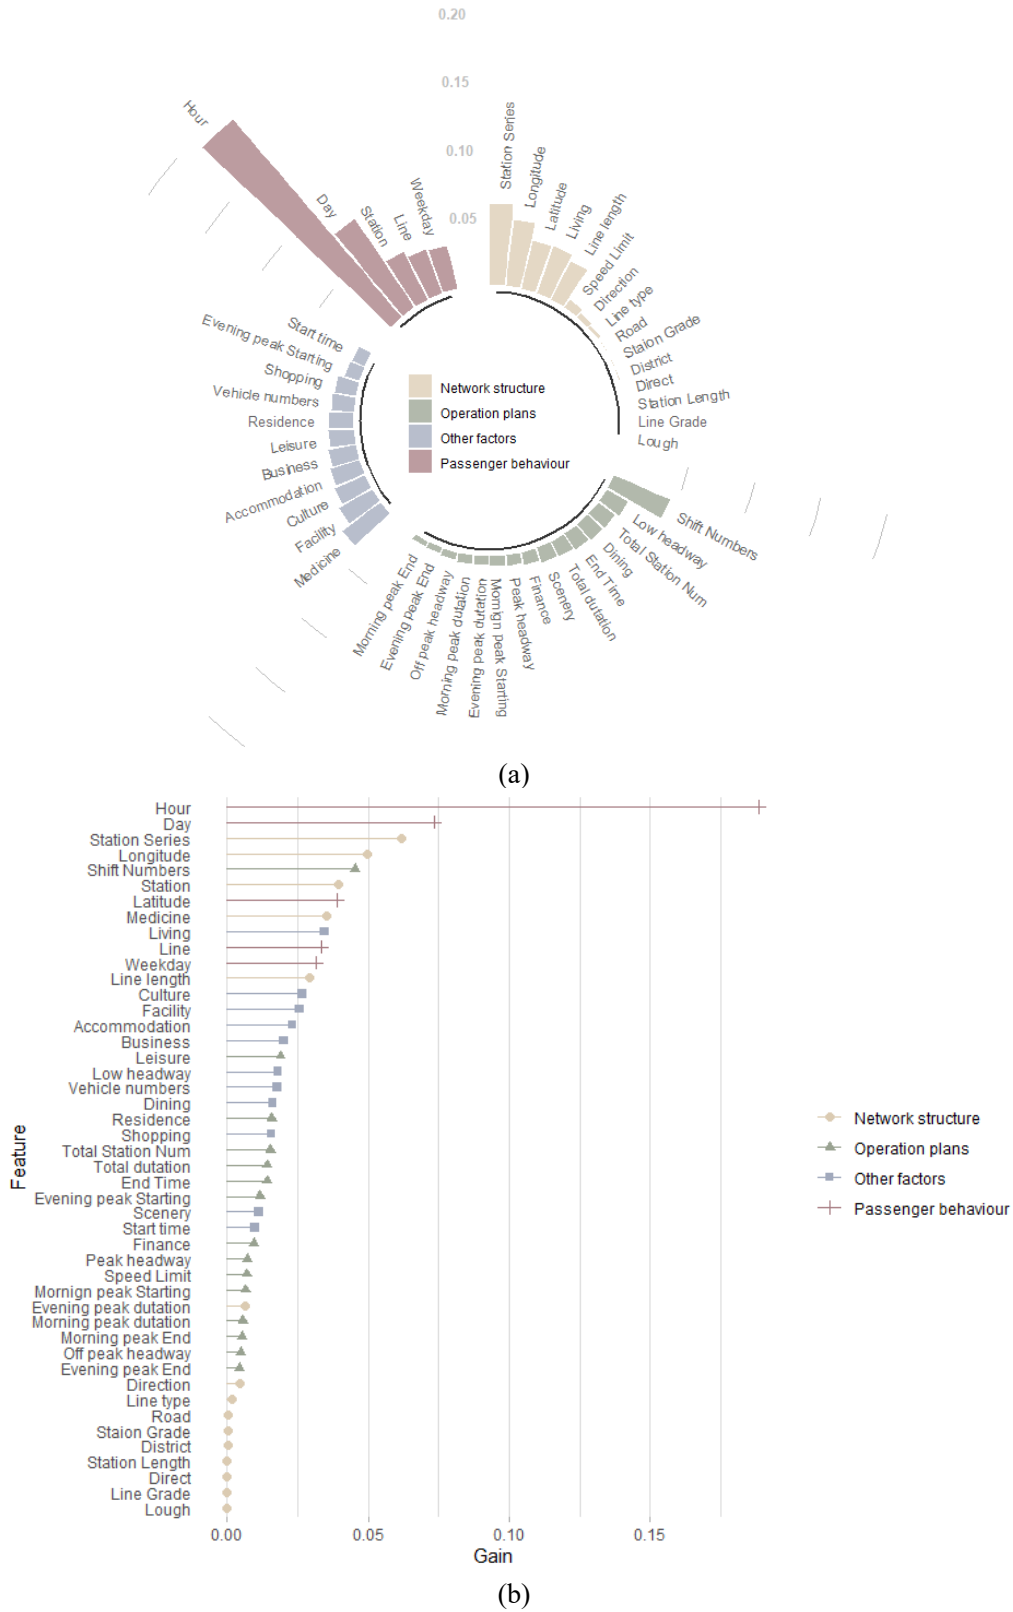 0.20
0.15
0.10
0.05
Hour
Day
Station
Line
Weekday
Station Series
Longitude
Latitude
Living
Line length
Speed Limit
Direction
Line type
Road
Staion Grade
District
Direct
Station Length
Line Grade
Lough
Start time
Evening peak Starting
Shopping
Vehicle numbers
Residence
Leisure
Business
Accommodation
Culture
Facility
Medicine
Network structure
Operation plans
Other factors
Passenger behaviour
Shift Numbers
Low headway
Total Station Num
Dining
End Time
Total dutation
Scenery
Finance
Peak headway
Mornign peak Starting
Evening peak dutation
Morning peak dutation
Off peak headway
Evening peak End
Morning peak End
(a)
Hour
Day
Station Series
Longitude
Shift Numbers
Station
Latitude
Medicine
Living
Line
Weekday
Line length
Culture
Facility
Accommodation
Business
Leisure
Low headway
Vehicle numbers
Dining
Residence
Shopping
Total Station Num
Total dutation
End Time
Evening peak Starting
Scenery
Start time
Finance
Peak headway
Speed Limit
Mornign peak Starting
Evening peak dutation
Morning peak dutation
Morning peak End
Off peak headway
Evening peak End
Direction
Line type
Road
Staion Grade
District
Station Length
Direct
Line Grade
Lough
Feature
0.00 0.05 0.10 0.15
Gain
Network structure
Operation plans
Other factors
Passenger behaviour
(b)